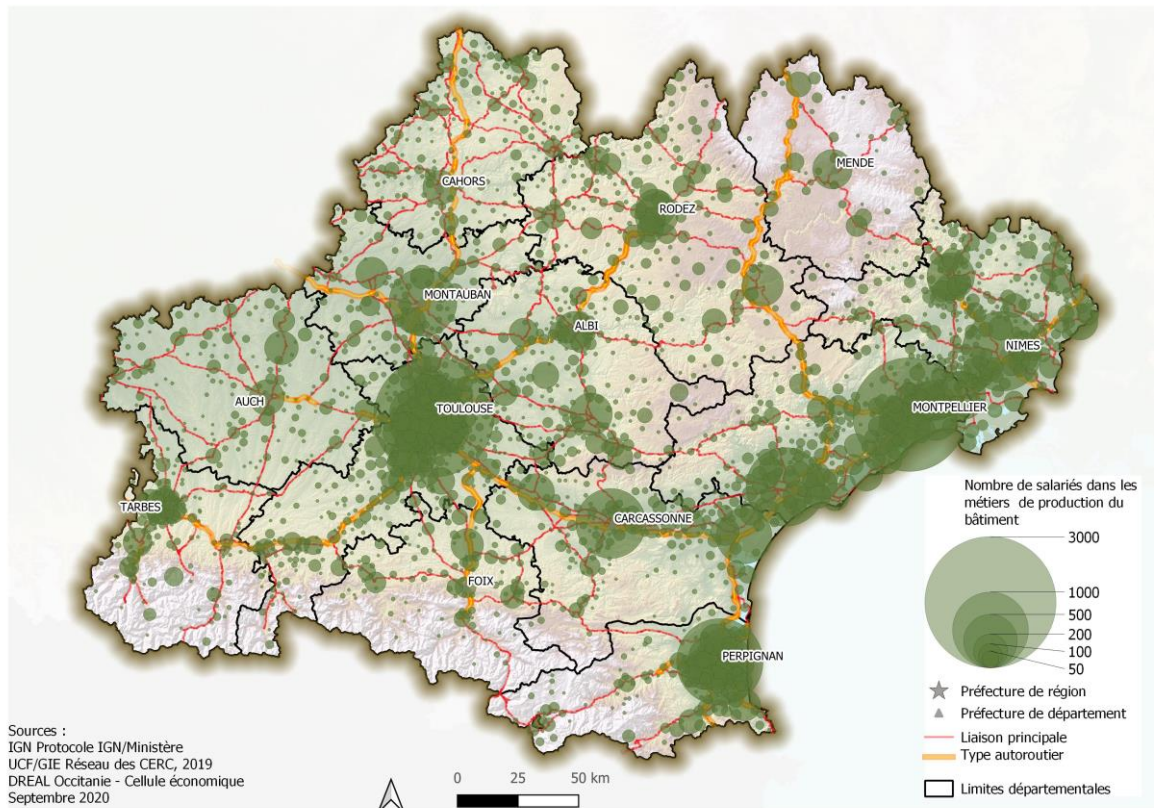 CAHORS
MENDE
RODEZ
MONTAUBAN
ALBI
NIMES
AUCH
TOULOUSE
MONTPELLIER
TARBES
CARCASSONNE
FOIX
PERPIGNAN
Nombre de salariés dans les
métiers de production du
bâtiment
3000
1000
500
200
100
50
Préfecture de région
Préfecture de département
Liaison principale
Type autoroutier
Limites départementales
Sources :
IGN Protocole IGN/Ministère
UCF/GIE Réseau des CERC, 2019
DREAL Occitanie - Cellule économique
Septembre 2020
0 25 50 km